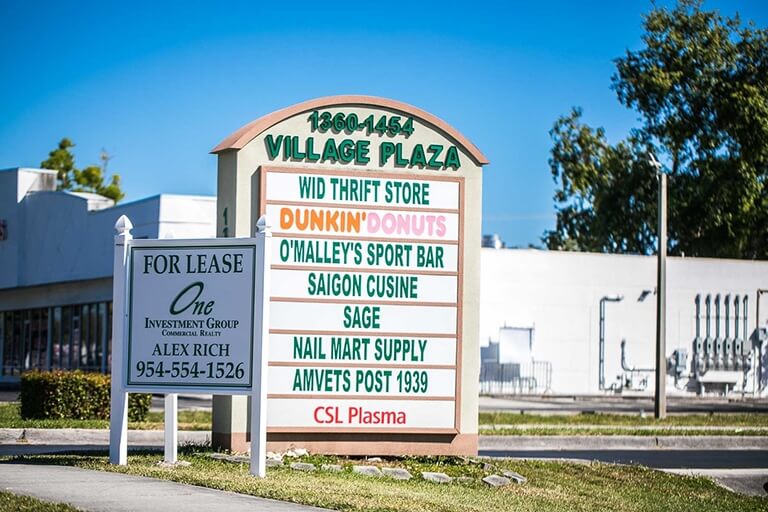 1360-1454
VILLAGE PLAZA
WID THRIFT STORE
DUNKIN' DONUTS
O'MALLEY'S SPORT BAR
SAIGON CUSINE
SAGE
NAIL MART SUPPLY
AMVETS POST 1939
CSL Plasma
FOR LEASE
One
INVESTMENT GROUP
COMMERCIAL REALTY
ALEX RICH
954-554-1526